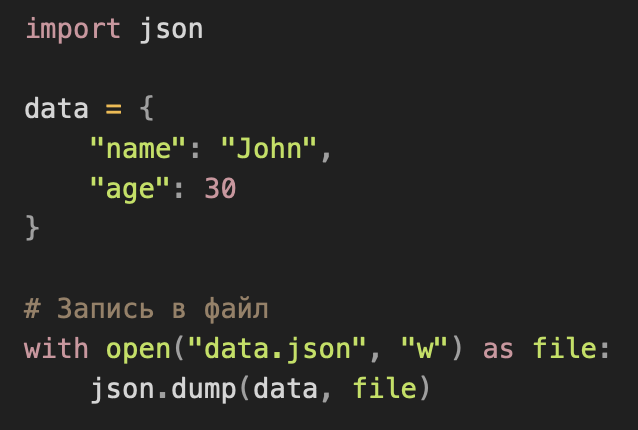 import json
data = {
    "name": "John",
    "age": 30
}
# Запись в файл
with open("data.json", "w") as file:
    json.dump(data, file)